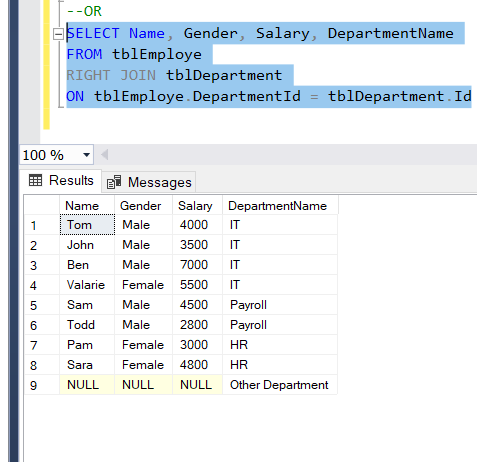 --OR
SELECT Name, Gender, Salary, DepartmentName
FROM tblEmploye
RIGHT JOIN tblDepartment
ON tblEmploye.DepartmentId = tblDepartment.Id
100 %
Results Messages
Name Gender Salary DepartmentName
1 Tom Male 4000 IT
2 John Male 3500 IT
3 Ben Male 7000 IT
4 Valarie Female 5500 IT
5 Sam Male 4500 Payroll
6 Todd Male 2800 Payroll
7 Pam Female 3000 HR
8 Sara Female 4800 HR
9 NULL NULL NULL Other Department